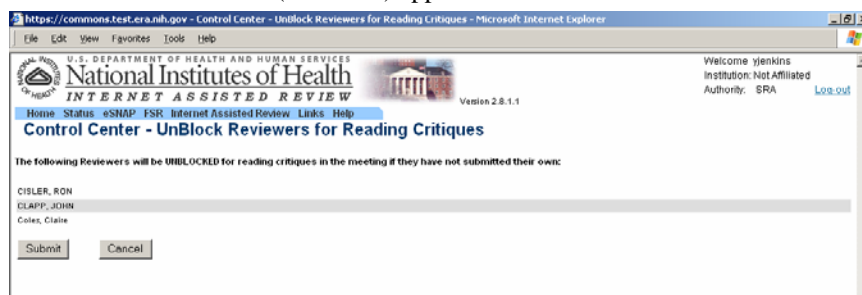 https://commons.test.era.nih.gov - Control Center - UnBlock Reviewers for Reading Critiques - Microsoft Internet Explorer
File Edit View Favorites Tools Help
U.S. DEPARTMENT OF HEALTH AND HUMAN SERVICES
National Institutes of Health
INTERNET ASSISTED REVIEW
Version 2.8.1.1
Welcome yjenkins
Institution: Not Affiliated
Authority: SRA Log-out
Home Status eSNAP FSR Internet Assisted Review Links Help
Control Center - UnBlock Reviewers for Reading Critiques
The following Reviewers will be UNBLOCKED for reading critiques in the meeting if they have not submitted their own:
CISLER, RON
CLAPP, JOHN
Coles, Claire
Submit Cancel